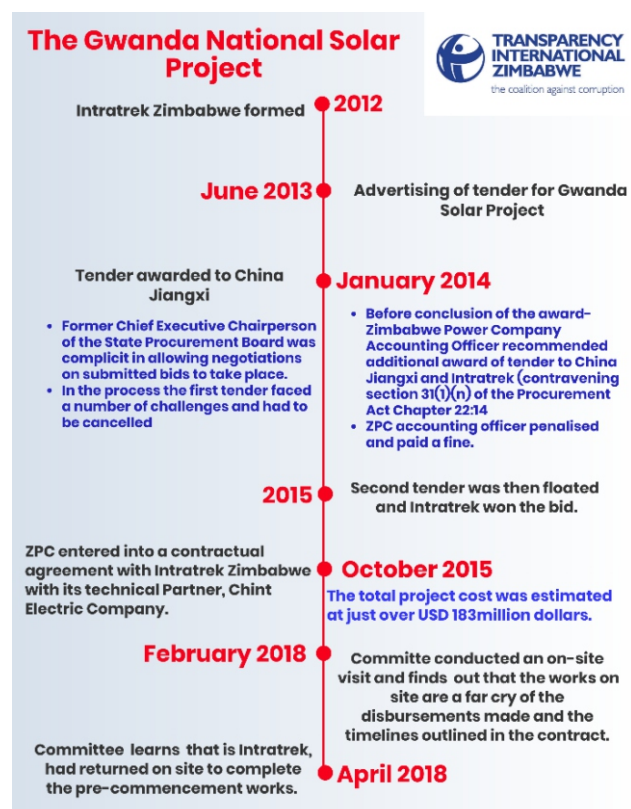 The Gwanda National Solar
Project
TRANSPARENCY
INTERNATIONAL
ZIMBABWE
the coalition against corruption
2012
Intratrek Zimbabwe formed
June 2013
Advertising of tender for Gwanda
Solar Project
January 2014
Tender awarded to China
Jiangxi
• Former Chief Executive Chairperson
of the State Procurement Board was
complicit in allowing negotiations
on submitted bids to take place.
• In the process the first tender faced
a number of challenges and had to
be cancelled
• Before conclusion of the award-
Zimbabwe Power Company
Accounting Officer recommended
additional award of tender to China
Jiangxi and Intratrek (contravening
section 31(1)(n) of the Procurement
Act Chapter 22:14
• ZPC accounting officer penalised
and paid a fine.
2015
Second tender was then floated
and Intratrek won the bid.
ZPC entered into a contractual
agreement with Intratrek Zimbabwe
with its technical Partner, Chint
Electric Company.
October 2015
The total project cost was estimated
at just over USD 183million dollars.
February 2018
Committe conducted an on-site
visit and finds out that the works on
site are a far cry of the
disbursements made and the
timelines outlined in the contract.
Committee learns that is Intratrek,
had returned on site to complete
the pre-commencement works.
April 2018